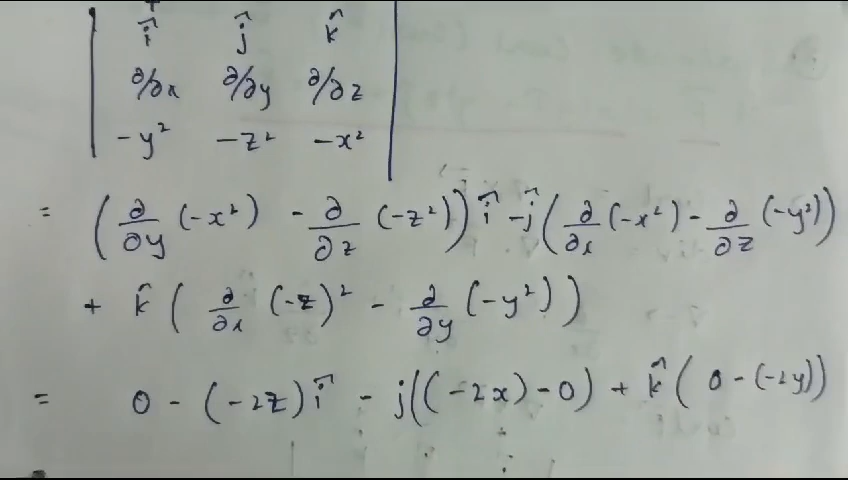 î ĵ k̂
∂/∂x ∂/∂y ∂/∂z
-y² -z² -x²
= (∂/∂y (-x²) - ∂/∂z (-z²)) î - ĵ (∂/∂x (-x²) - ∂/∂z (-y²))
+ k̂ ( ∂/∂x (-z)² - ∂/∂y (-y²))
= 0 - (-2z) î - j((-2x) - 0) + k̂ ( 0 - (-2y))